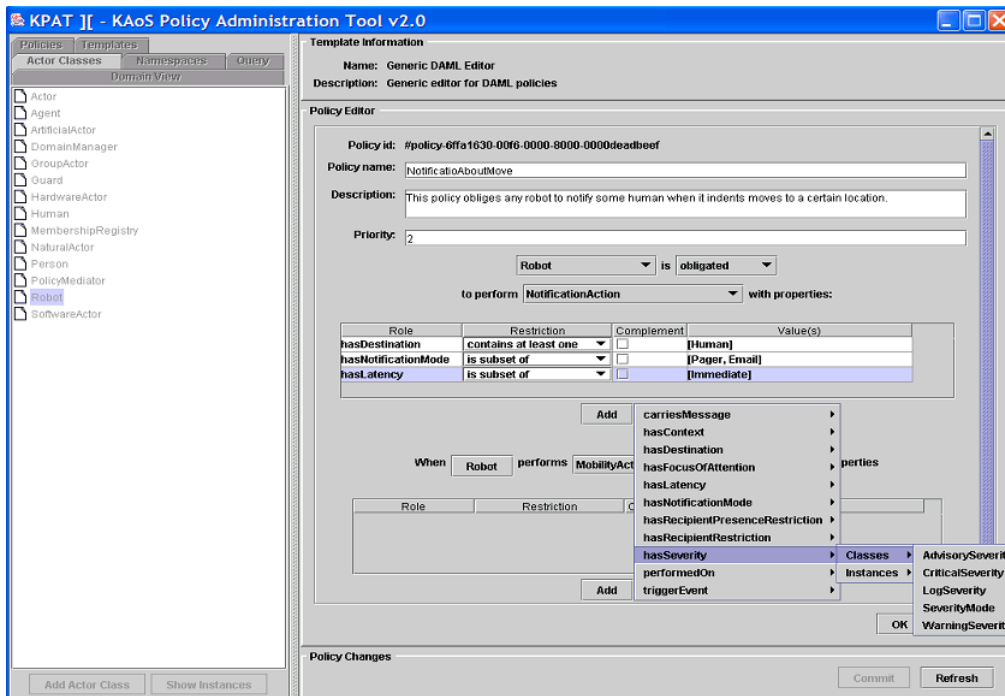 KPAT ][ - KAoS Policy Administration Tool v2.0
Policies Templates
Actor Classes Namespaces Query
Domain View
Actor
Agent
ArtificialActor
DomainManager
GroupActor
Guard
HardwareActor
Human
MembershipRegistry
NaturalActor
Person
PolicyMediator
Robot
SoftwareActor
Add Actor Class Show Instances
Template Information
Name: Generic DAML Editor
Description: Generic editor for DAML policies
Policy Editor
Policy id: #policy-6ffa1630-00f6-0000-8000-0000deadbeef
Policy name: NotificatioAboutMove
Description: This policy obliges any robot to notify some human when it indents moves to a certain location.
Priority: 2
Robot is obligated
to perform NotificationAction with properties:
Role Restriction Complement Value(s)
hasDestination contains at least one [Human]
hasNotificationMode is subset of [Pager, Email]
hasLatency is subset of [Immediate]
Add
carriesMessage
hasContext
hasDestination
hasFocusOfAttention
hasLatency
hasNotificationMode
hasRecipientPresenceRestriction
hasRecipientRestriction
hasSeverity
performedOn
triggerEvent
Classes
Instances
AdvisorySeverit
CriticalSeverity
LogSeverity
SeverityMode
WarningSeverit
When Robot performs MobilityAct perties
Role Restriction C
Add
OK
Policy Changes
Commit Refresh